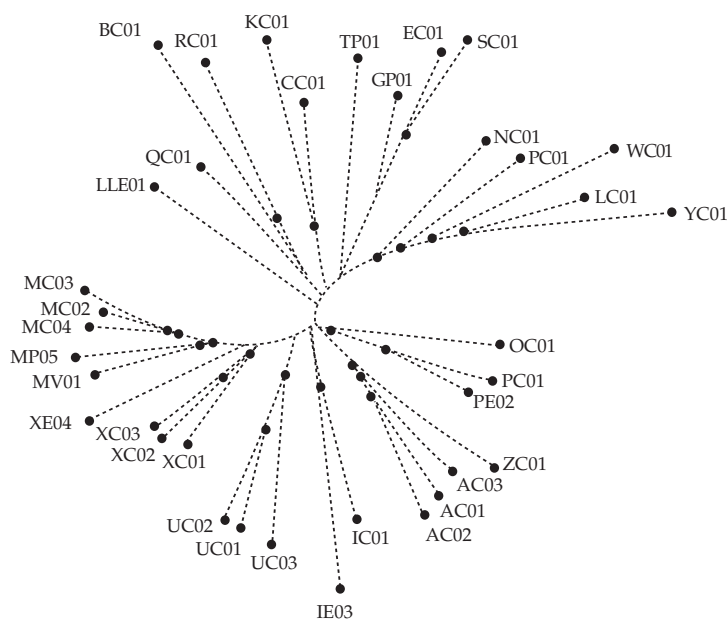 KC01
BC01
RC01
TP01
EC01
SC01
CC01
GP01
NC01
PC01
WC01
QC01
LLE01
LC01
YC01
MC03
MC02
MC04
MP05
MV01
OC01
PC01
PE02
XE04
XC03
XC02
XC01
ZC01
AC03
AC01
AC02
UC02
UC01
UC03
IC01
IE03